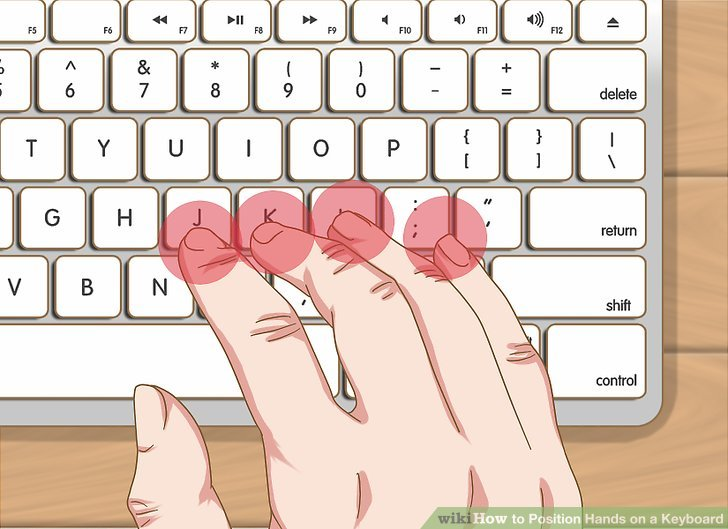 F5 F6 F7 F8 F9 F10 F11 F12
^ & * ( ) – +
6 7 8 9 0 - = delete
T Y U I O P { [ } ] | \
G H J K : ; " ' return
V B N , shift
control
wikiHow to Position Hands on a Keyboard